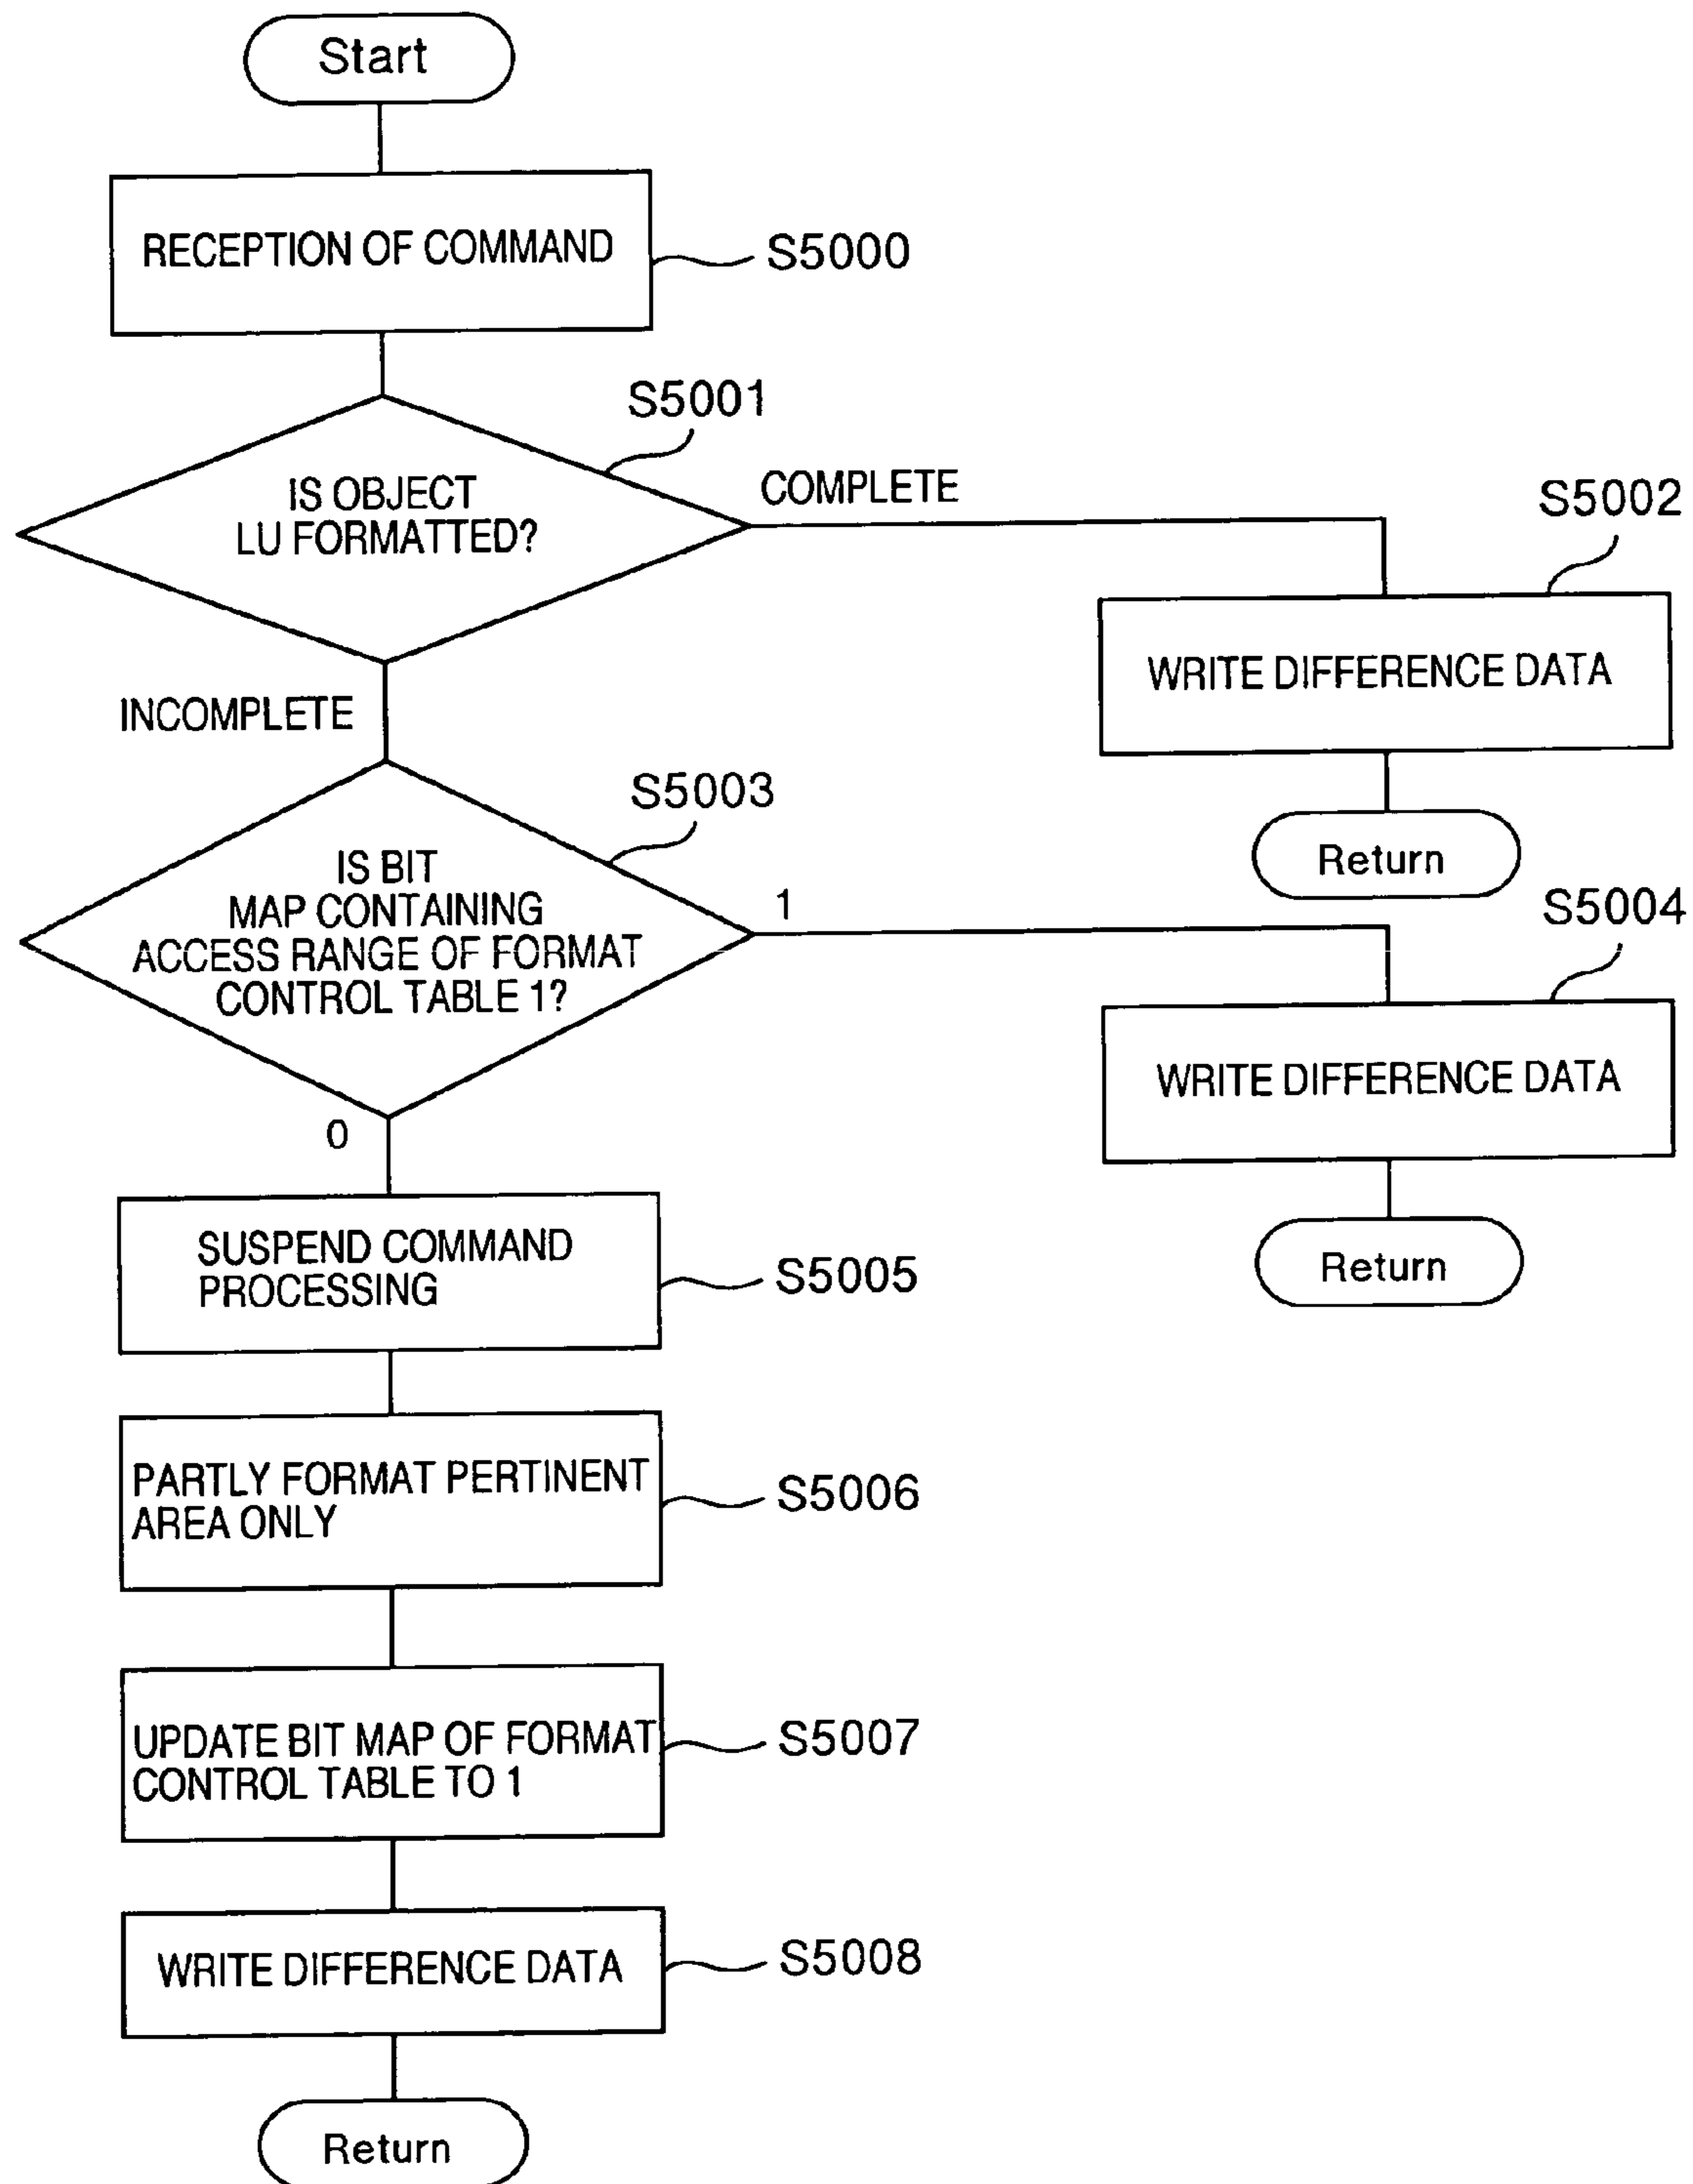 Start
RECEPTION OF COMMAND
S5000
S5001
IS OBJECT
LU FORMATTED?
COMPLETE
S5002
WRITE DIFFERENCE DATA
Return
INCOMPLETE
S5003
IS BIT
MAP CONTAINING
ACCESS RANGE OF FORMAT
CONTROL TABLE 1?
1
S5004
WRITE DIFFERENCE DATA
Return
0
SUSPEND COMMAND
PROCESSING
S5005
PARTLY FORMAT PERTINENT
AREA ONLY
S5006
UPDATE BIT MAP OF FORMAT
CONTROL TABLE TO 1
S5007
WRITE DIFFERENCE DATA
S5008
Return